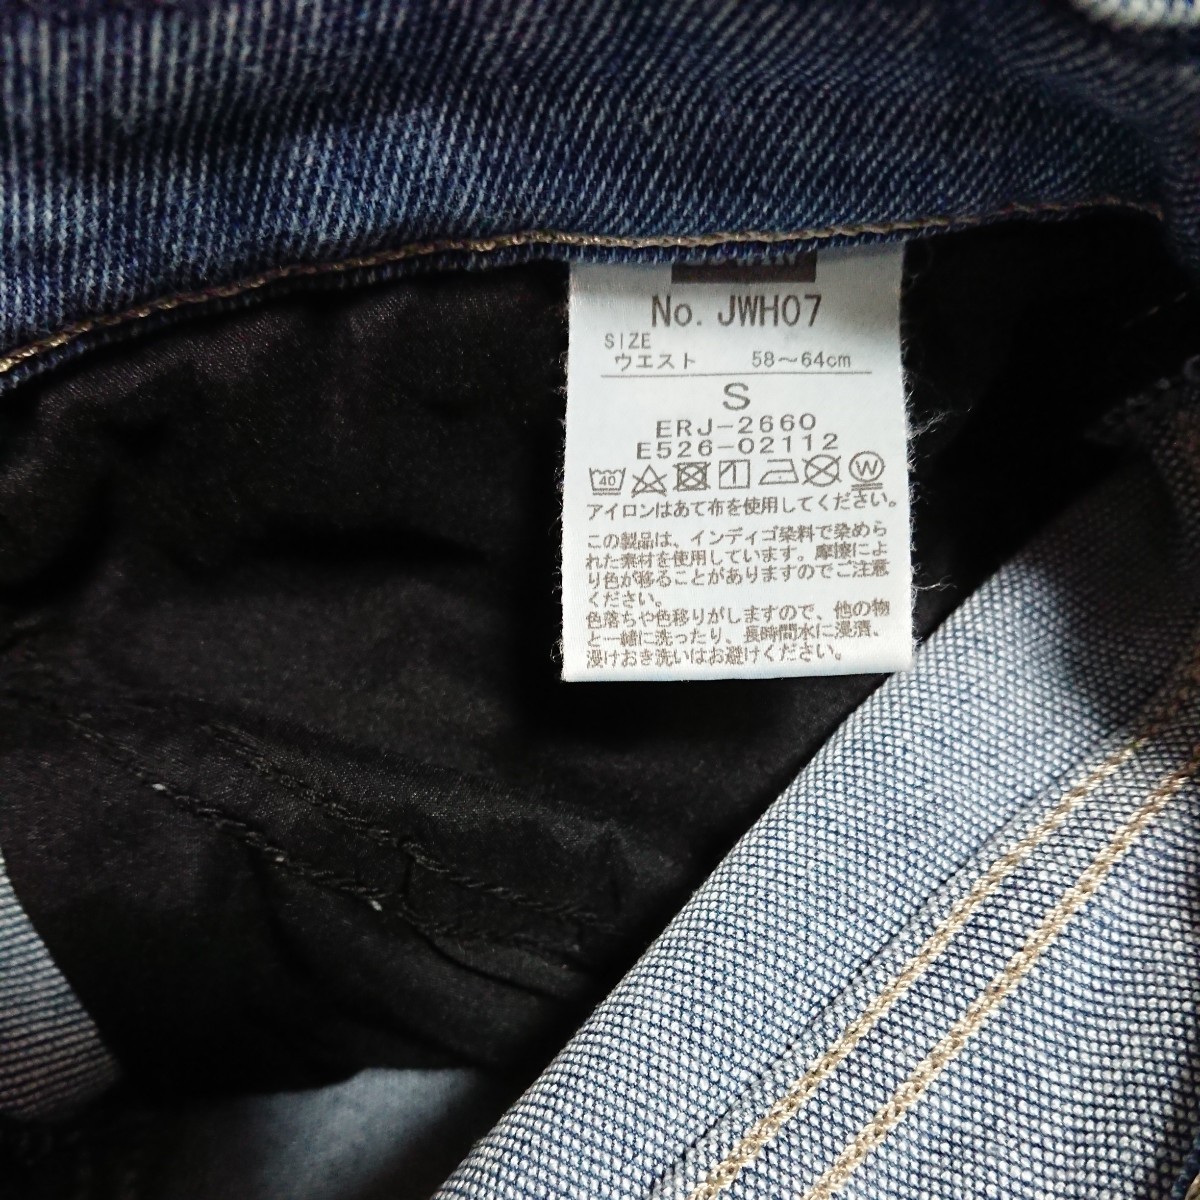 No. JWH07
SIZE
ウエスト 58〜64cm
S
ERJ-2660
E526-02112
40 W
アイロンはあて布を使用してください。
この製品は、インディゴ染料で染めら
れた素材を使用しています。摩擦によ
り色が移ることがありますのでご注意
ください。
色落ちや色移りがしますので、他の物
と一緒に洗ったり、長時間水に浸漬、
浸けおき洗いはお避けください。